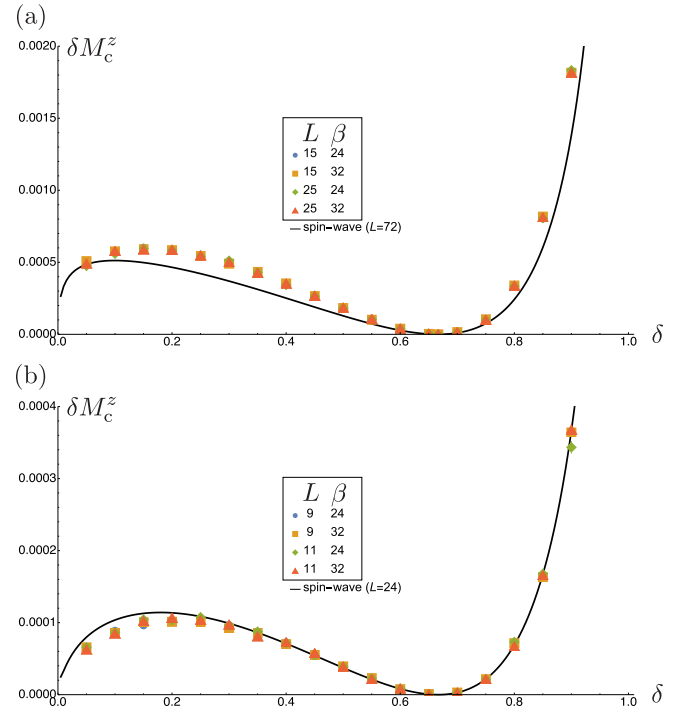 (a)
δM_c^z
0.0020
0.0015
0.0010
0.0005
0.0000
0.0 0.2 0.4 0.6 0.8 1.0 δ
L β
15 24
15 32
25 24
25 32
spin-wave (L=72)
(b)
δM_c^z
0.0004
0.0003
0.0002
0.0001
0.0000
0.0 0.2 0.4 0.6 0.8 1.0 δ
L β
9 24
9 32
11 24
11 32
spin-wave (L=24)